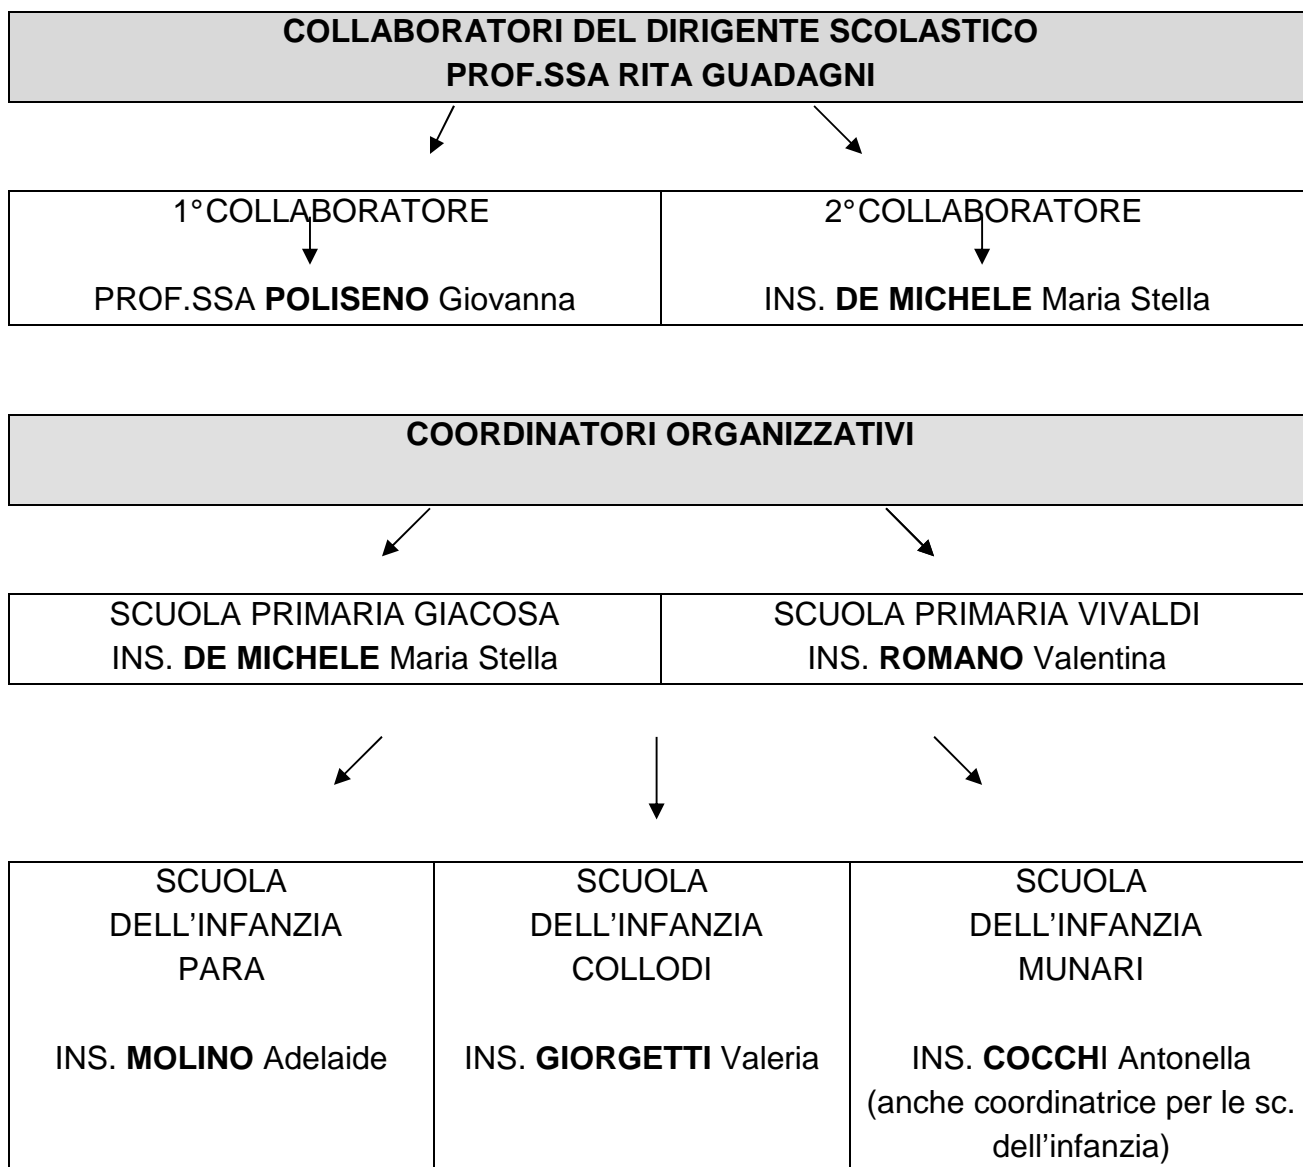 COLLABORATORI DEL DIRIGENTE SCOLASTICO
PROF.SSA RITA GUADAGNI
1° COLLABORATORE
PROF.SSA POLISENO Giovanna
2° COLLABORATORE
INS. DE MICHELE Maria Stella
COORDINATORI ORGANIZZATIVI
SCUOLA PRIMARIA GIACOSA
INS. DE MICHELE Maria Stella
SCUOLA PRIMARIA VIVALDI
INS. ROMANO Valentina
SCUOLA
DELL’INFANZIA
PARA
INS. MOLINO Adelaide
SCUOLA
DELL’INFANZIA
COLLODI
INS. GIORGETTI Valeria
SCUOLA
DELL’INFANZIA
MUNARI
INS. COCCHI Antonella
(anche coordinatrice per le sc.
dell’infanzia)